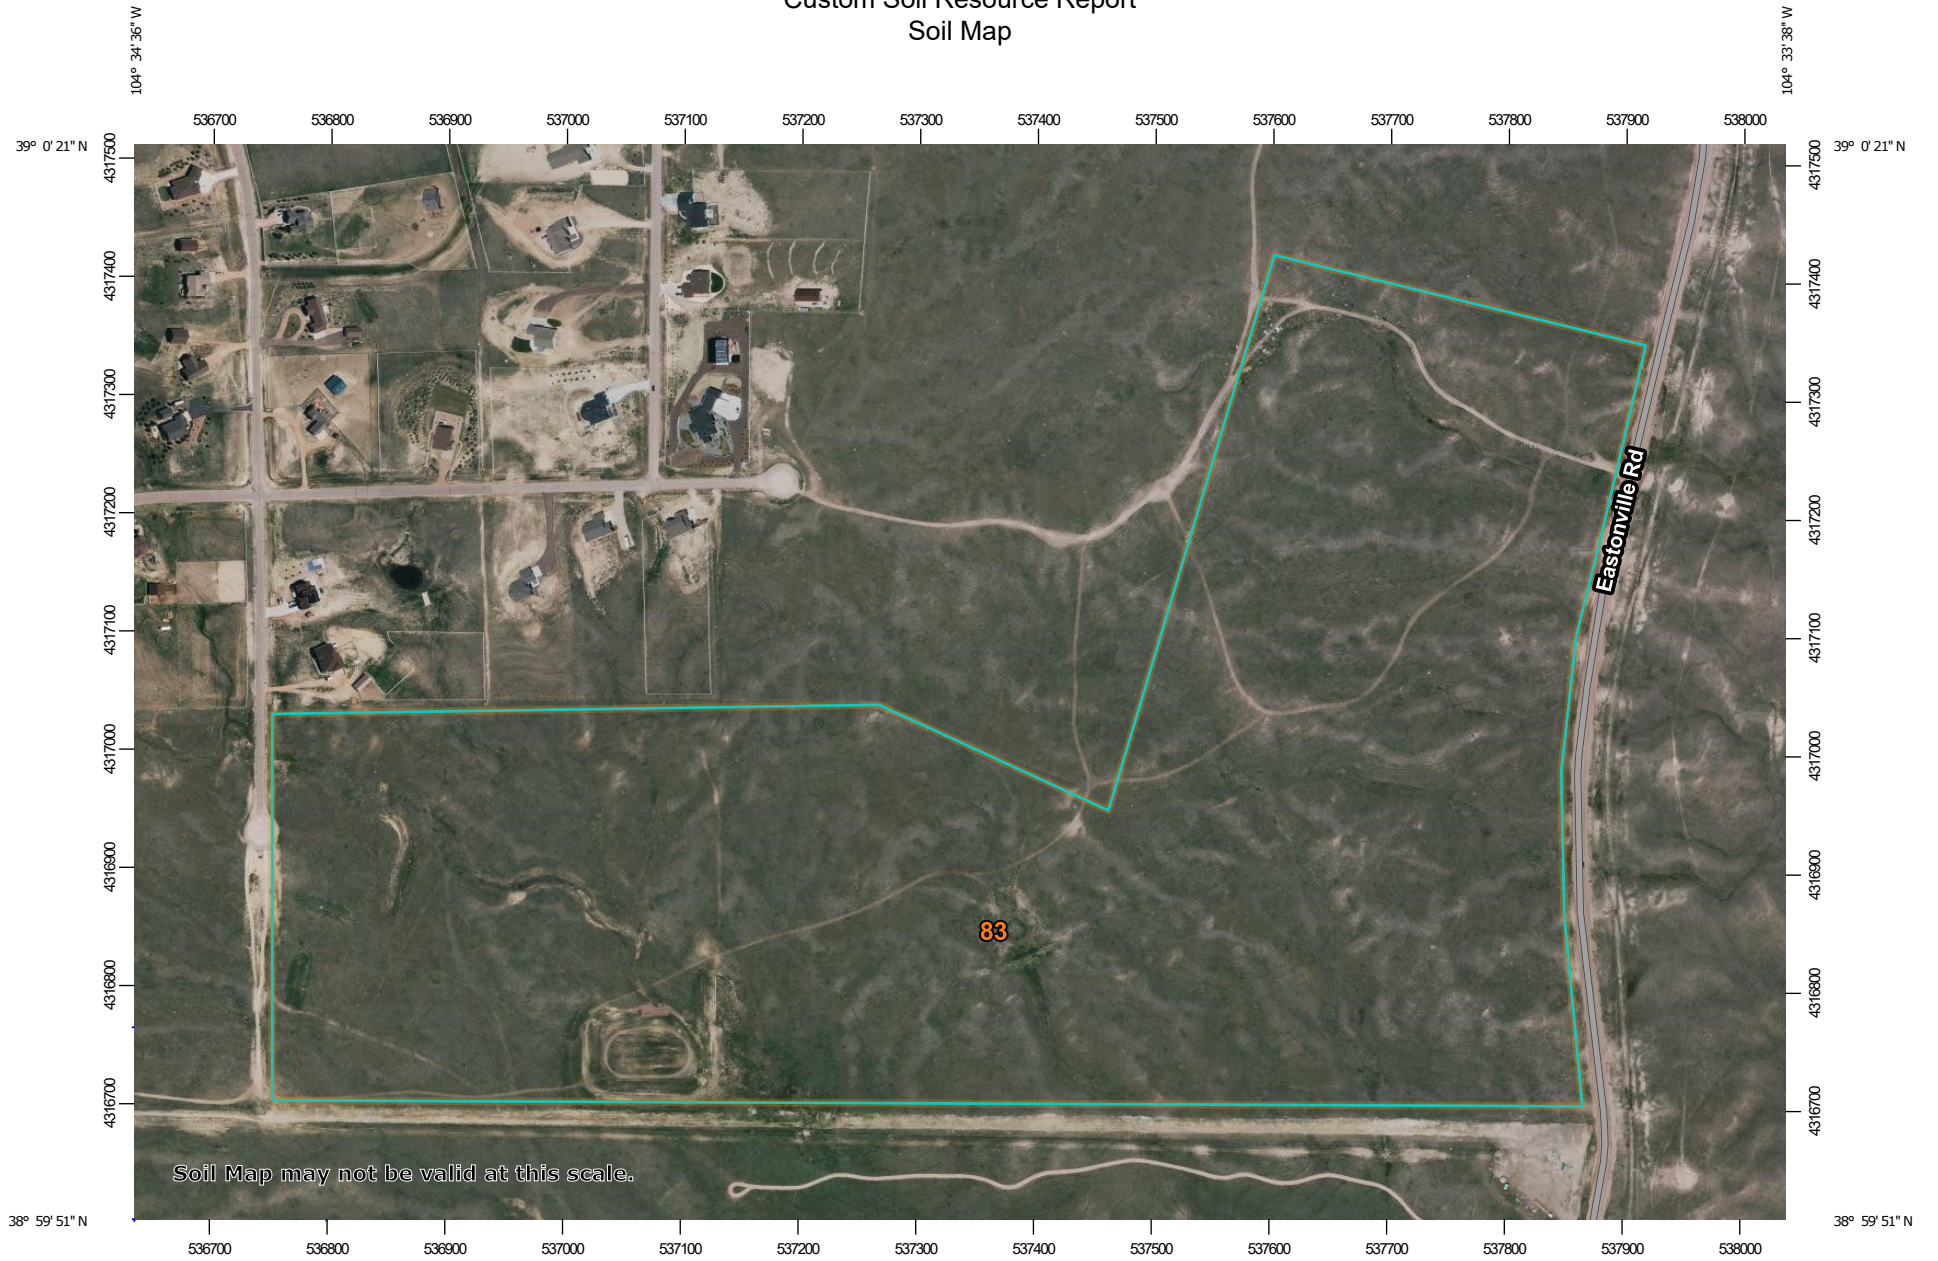 Custom Soil Resource Report
Soil Map
104° 34' 36" W
104° 33' 38" W
536700 536800 536900 537000 537100 537200 537300 537400 537500 537600 537700 537800 537900 538000
39° 0' 21" N
39° 0' 21" N
4317500
4317500
4317400
4317400
4317300
4317300
4317200
4317200
4317100
4317100
4317000
4317000
4316900
4316900
4316800
4316800
4316700
4316700
Eastonville Rd
83
Soil Map may not be valid at this scale.
38° 59' 51" N
38° 59' 51" N
536700 536800 536900 537000 537100 537200 537300 537400 537500 537600 537700 537800 537900 538000